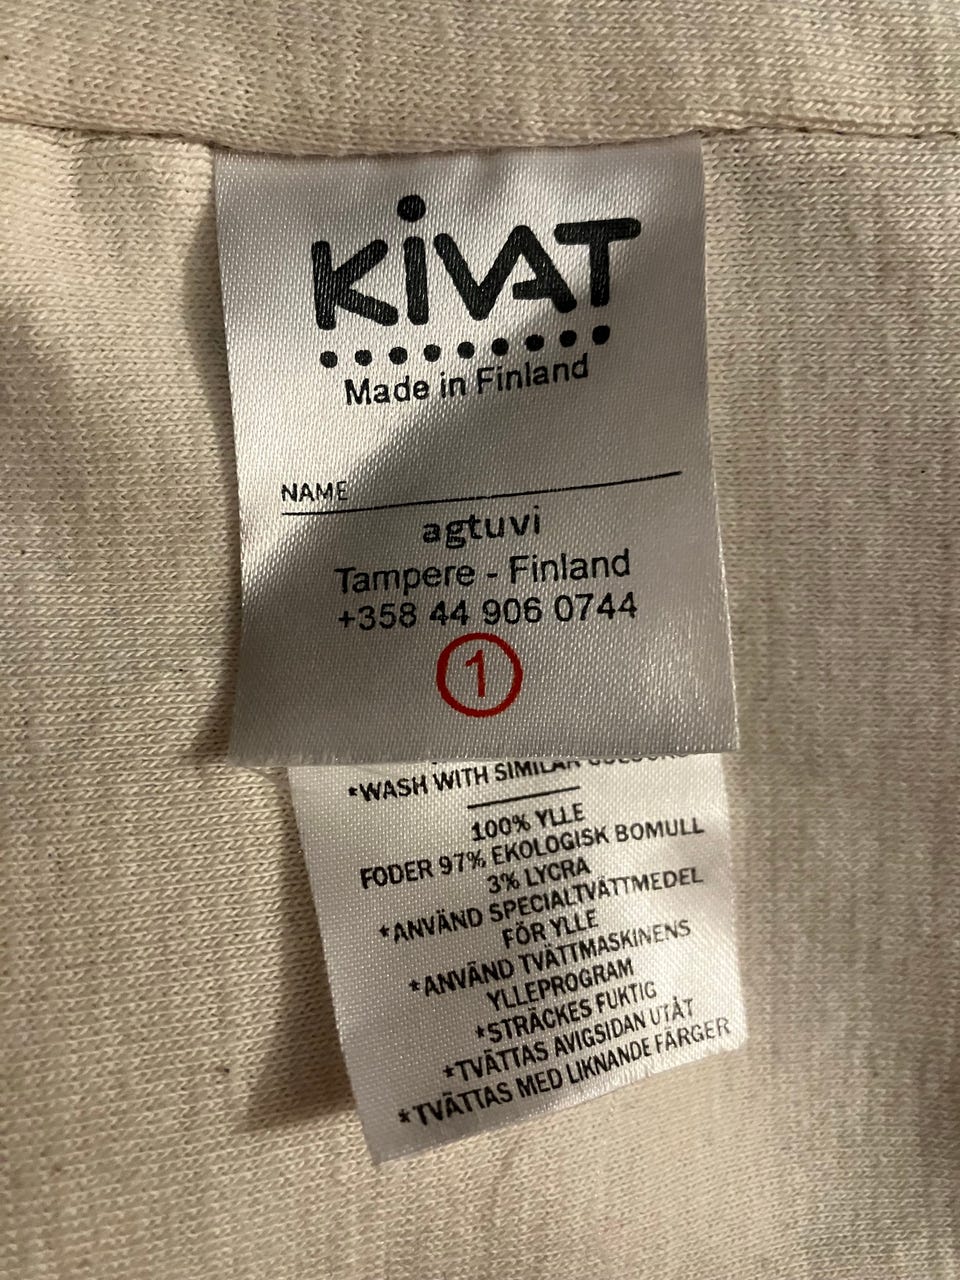 KiVAT
Made in Finland
NAME
agtuvi
Tampere - Finland
+358 44 906 0744
1
*WASH WITH SIMILAR
100% YLLE
FODER 97% EKOLOGISK BOMULL
3% LYCRA
*ANVÄND SPECIALTVÄTTMEDEL
FÖR YLLE
*ANVÄND TVÄTTMASKINENS
YLLEPROGRAM
*STRÄCKES FUKTIG
*TVÄTTAS AVIGSIDAN UTÅT
*TVÄTTAS MED LIKNANDE FÄRGER